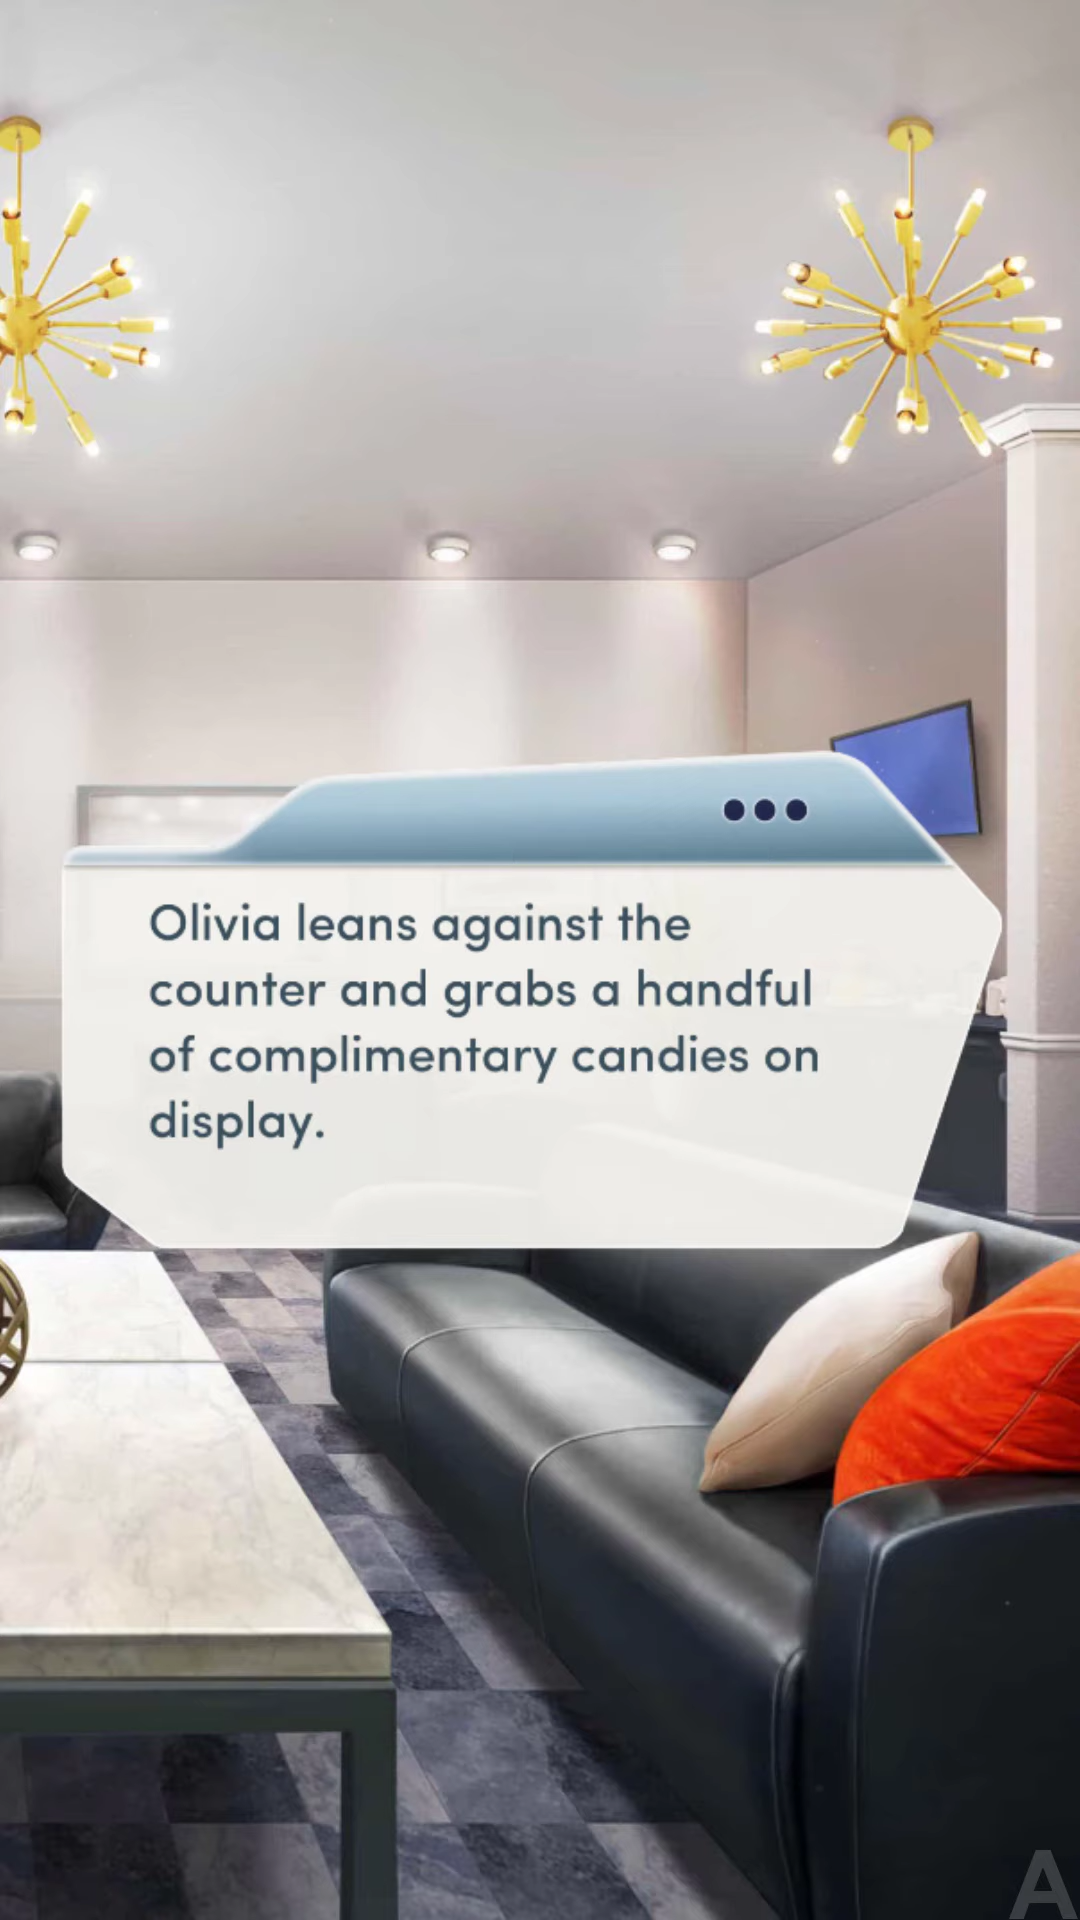 Olivia leans against the
counter and grabs a handful
of complimentary candies on
display.
A